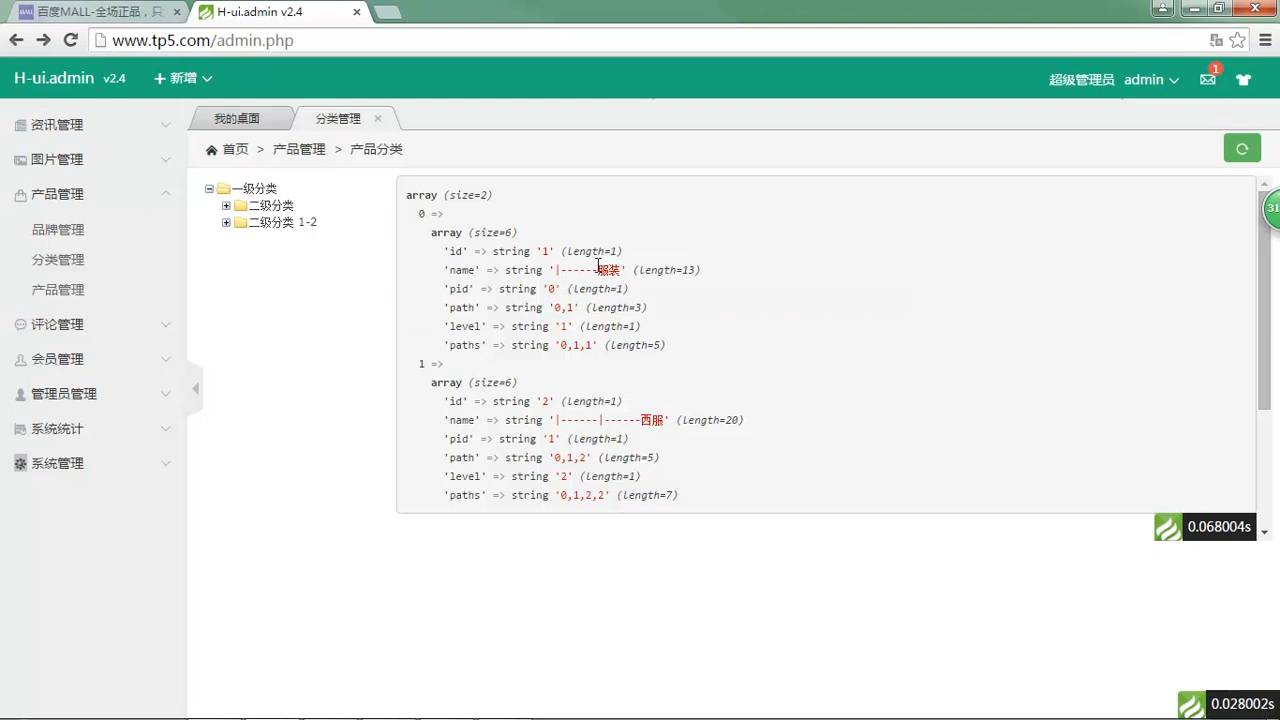 百度MALL-全场正品，只
H-ui.admin v2.4
www.tp5.com/admin.php
H-ui.admin v2.4
新增
超级管理员 admin
1
资讯管理
图片管理
产品管理
品牌管理
分类管理
产品管理
评论管理
会员管理
管理员管理
系统统计
系统管理
我的桌面
分类管理
首页 > 产品管理 > 产品分类
一级分类
二级分类
二级分类 1-2
array (size=2)
0 =>
array (size=6)
'id' => string '1' (length=1)
'name' => string '|------服装' (length=13)
'pid' => string '0' (length=1)
'path' => string '0,1' (length=3)
'level' => string '1' (length=1)
'paths' => string '0,1,1' (length=5)
1 =>
array (size=6)
'id' => string '2' (length=1)
'name' => string '|------|------西服' (length=20)
'pid' => string '1' (length=1)
'path' => string '0,1,2' (length=5)
'level' => string '2' (length=1)
'paths' => string '0,1,2,2' (length=7)
31
0.068004s
0.028002s